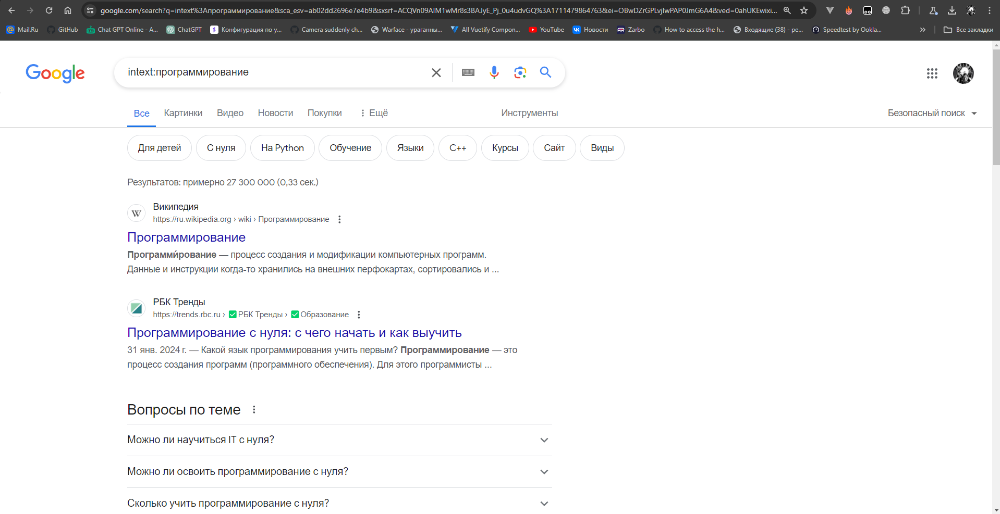 google.com/search?q=intext%3Aпрограммирование&sca_esv=ab02dd2696e7e4b9&sxsrf=ACQVn09AIM1wMr8s3BAJyE_Pj_0u4udvGQ%3A1711479864763&ei=OBwDZrGPLvjlwPAP0JmG6A4&ved=0ahUKEwixi...
Mail.Ru GitHub Chat GPT Online - A... ChatGPT Конфигурация по у... Camera suddenly ch... Warface - ураганны... All Vuetify Compon... YouTube Новости Zarbo How to access the h... Входящие (38) - pe... Speedtest by Ookla... Все закладки
Google intext:программирование
Все Картинки Видео Новости Покупки Ещё Инструменты Безопасный поиск
Для детей С нуля На Python Обучение Языки C++ Курсы Сайт Виды
Результатов: примерно 27 300 000 (0,33 сек.)
W Википедия
https://ru.wikipedia.org › wiki › Программирование
Программирование
Программи́рование — процесс создания и модификации компьютерных программ.
Данные и инструкции когда-то хранились на внешних перфокартах, сортировались и ...
РБК Тренды
https://trends.rbc.ru › ✅РБК Тренды › ✅Образование
Программирование с нуля: с чего начать и как выучить
31 янв. 2024 г. — Какой язык программирования учить первым? Программирование — это
процесс создания программ (программного обеспечения). Для этого программисты ...
Вопросы по теме
Можно ли научиться IT с нуля?
Можно ли освоить программирование с нуля?
Сколько учить программирование с нуля?